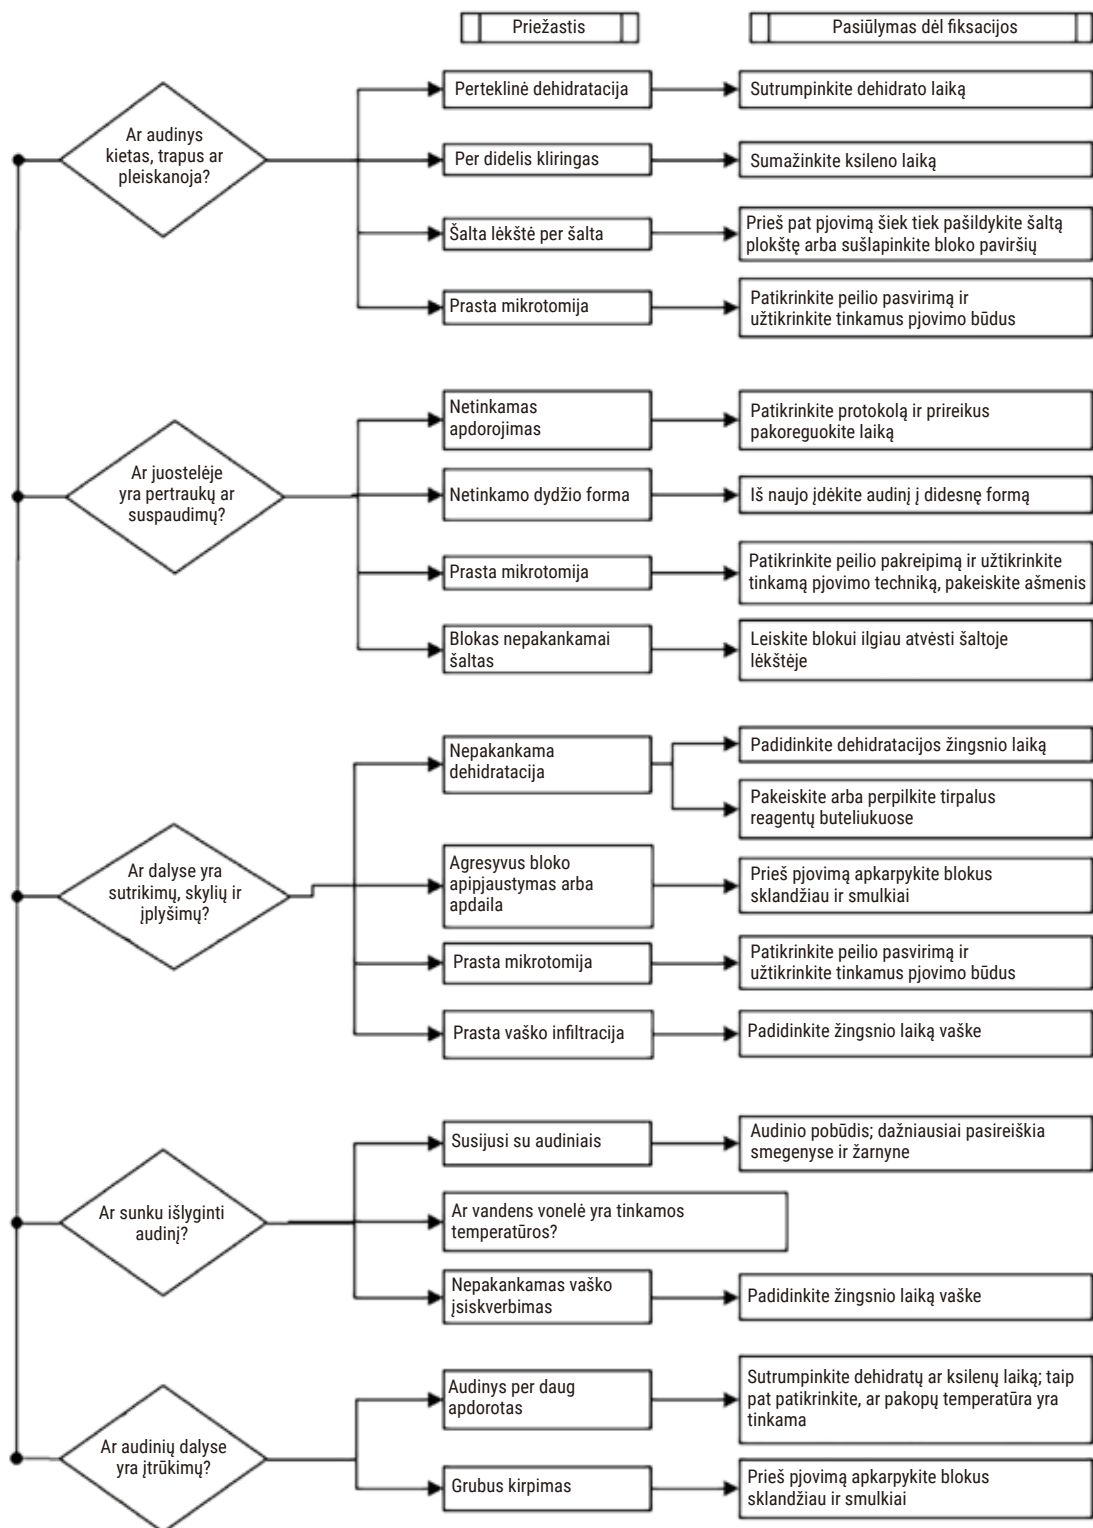 Priežastis
Pasiūlymas dėl fiksacijos
Ar audinys
kietas, trapus ar
pleiskanoja?
Perteklinė dehidratacija
Sutrumpinkite dehidrato laiką
Per didelis kliringas
Sumažinkite ksileno laiką
Šalta lėkštė per šalta
Prieš pat pjovimą šiek tiek pašildykite šaltą
plokštę arba sušlapinkite bloko paviršių
Prasta mikrotomija
Patikrinkite peilio pasvirimą ir
užtikrinkite tinkamus pjovimo būdus
Ar juostelėje
yra pertraukų ar
suspaudimų?
Netinkamas
apdorojimas
Patikrinkite protokolą ir prireikus
pakoreguokite laiką
Netinkamo dydžio forma
Iš naujo įdėkite audinį į didesnę formą
Prasta mikrotomija
Patikrinkite peilio pakreipimą ir užtikrinkite
tinkamą pjovimo techniką, pakeiskite ašmenis
Blokas nepakankamai
šaltas
Leiskite blokui ilgiau atvėsti šaltoje
lėkštėje
Ar dalyse yra
sutrikimų, skylių ir
įplyšimų?
Nepakankama
dehidratacija
Padidinkite dehidratacijos žingsnio laiką
Pakeiskite arba perpilkite tirpalus
reagentų buteliukuose
Agresyvus bloko
apipjaustymas arba
apdaila
Prieš pjovimą apkarpykite blokus
sklandžiau ir smulkiai
Prasta mikrotomija
Patikrinkite peilio pasvirimą ir
užtikrinkite tinkamus pjovimo būdus
Prasta vaško infiltracija
Padidinkite žingsnio laiką vaške
Ar sunku išlyginti
audinį?
Susijusi su audiniais
Audinio pobūdis; dažniausiai pasireiškia
smegenyse ir žarnyne
Ar vandens vonelė yra tinkamos
temperatūros?
Nepakankamas vaško
įsiskverbimas
Padidinkite žingsnio laiką vaške
Ar audinių dalyse
yra įtrūkimų?
Audinys per daug
apdorotas
Sutrumpinkite dehidratų ar ksilenų laiką; taip
pat patikrinkite, ar pakopų temperatūra yra
tinkama
Grubus kirpimas
Prieš pjovimą apkarpykite blokus
sklandžiau ir smulkiai